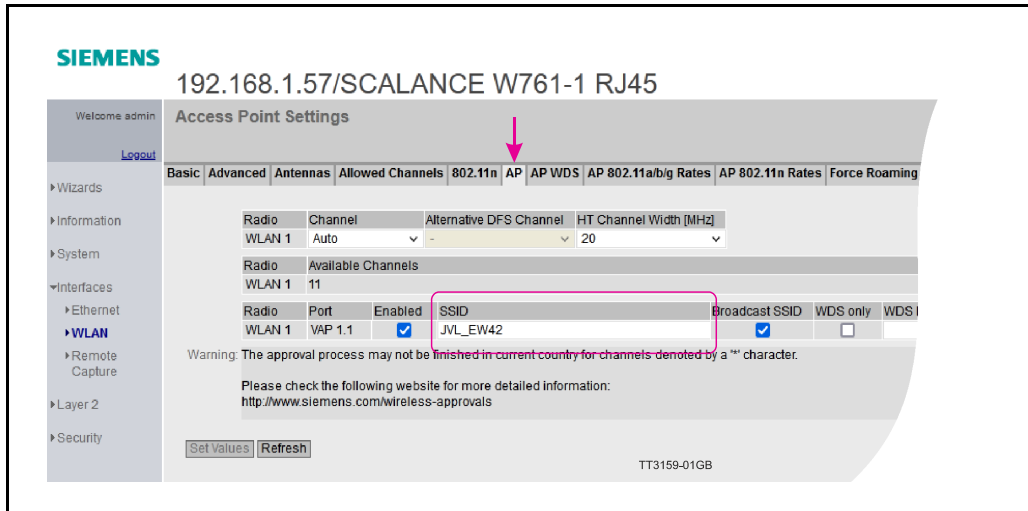 SIEMENS
192.168.1.57/SCALANCE W761-1 RJ45
Welcome admin
Logout
Access Point Settings
Basic Advanced Antennas Allowed Channels 802.11n AP AP WDS AP 802.11a/b/g Rates AP 802.11n Rates Force Roaming
Wizards
Information
System
Interfaces
Ethernet
WLAN
Remote
Capture
Layer 2
Security
Radio Channel Alternative DFS Channel HT Channel Width [MHz]
WLAN 1 Auto - 20
Radio Available Channels
WLAN 1 11
Radio Port Enabled SSID Broadcast SSID WDS only WDS
WLAN 1 VAP 1.1 JVL_EW42
Warning: The approval process may not be finished in current country for channels denoted by a '*' character.
Please check the following website for more detailed information:
http://www.siemens.com/wireless-approvals
Set Values Refresh
TT3159-01GB